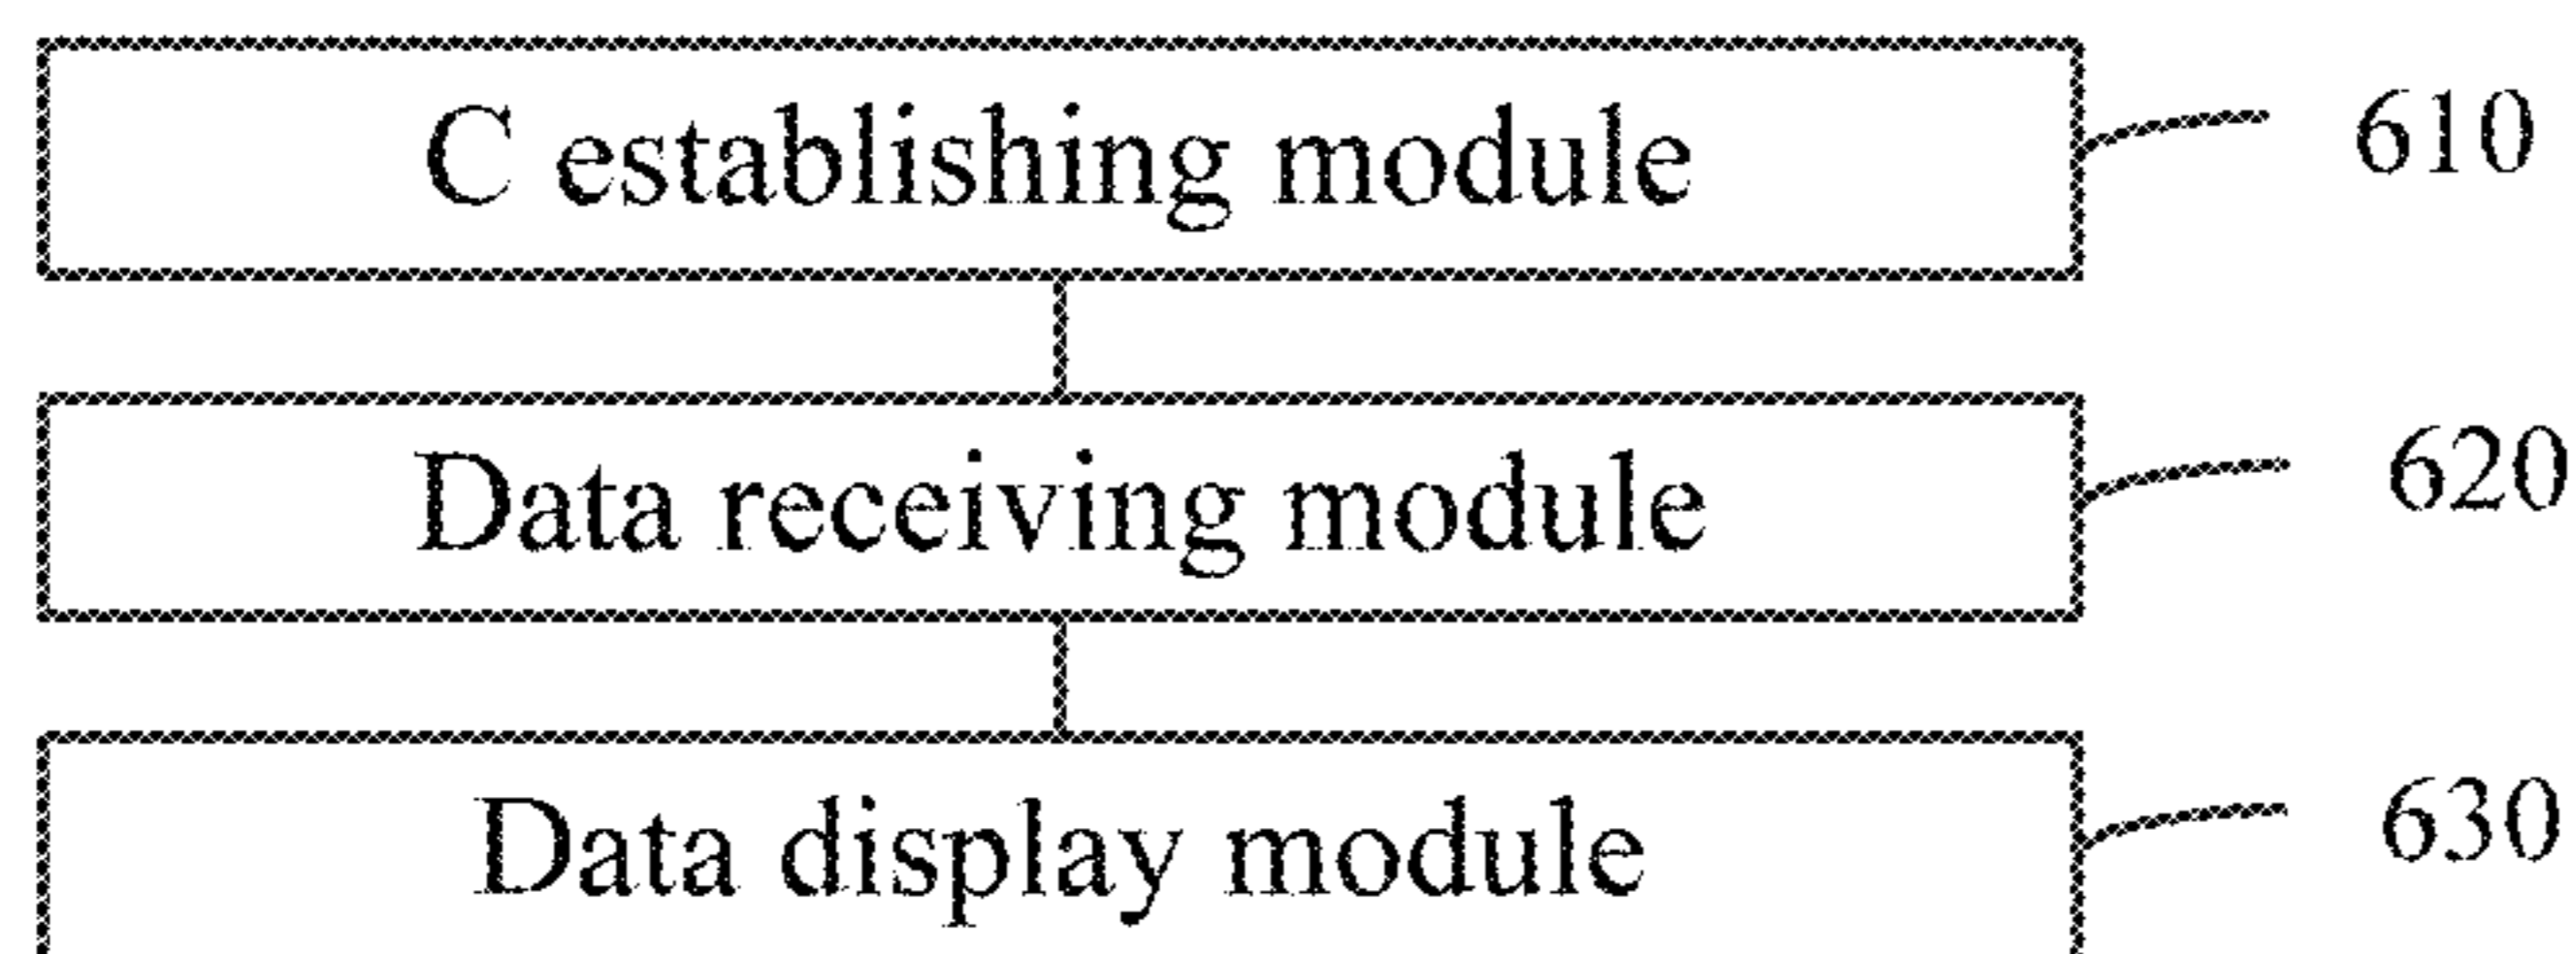 C establishing module 610
Data receiving module 620
Data display module 630